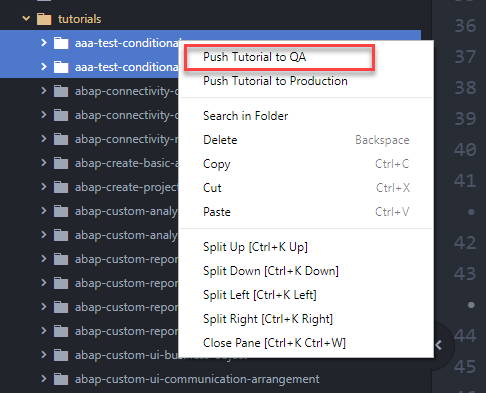 tutorials
aaa-test-conditional
aaa-test-conditional
abap-connectivity-
abap-connectivity-
abap-connectivity-
abap-create-basic-a
abap-create-project
abap-custom-analy
abap-custom-analy
abap-custom-repor
abap-custom-repor
abap-custom-repor
abap-custom-repor
abap-custom-ui-bu
abap-custom-ui-communication-arrangement
Push Tutorial to QA
Push Tutorial to Production
Search in Folder
Delete Backspace
Copy Ctrl+C
Cut Ctrl+X
Paste Ctrl+V
Split Up [Ctrl+K Up]
Split Down [Ctrl+K Down]
Split Left [Ctrl+K Left]
Split Right [Ctrl+K Right]
Close Pane [Ctrl+K Ctrl+W]
35
36
37
38
39
40
41
42
43
44
45